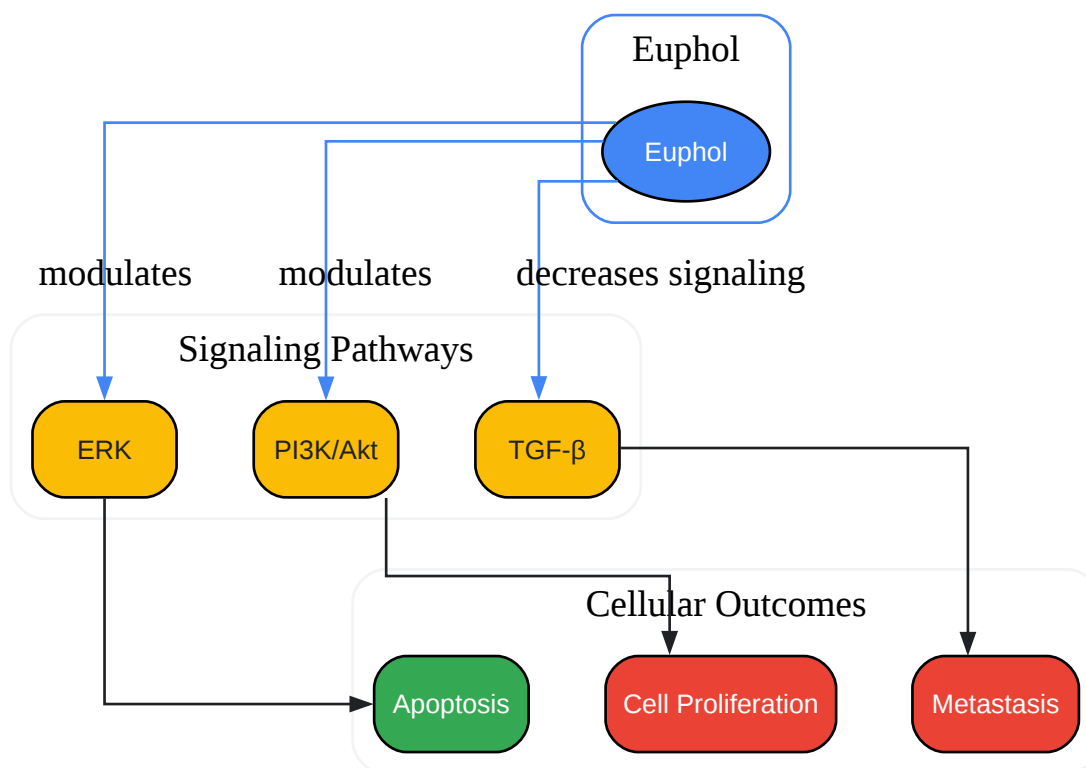 Euphol
Euphol
modulates
modulates
decreases signaling
Signaling Pathways
ERK
PI3K/Akt
TGF-β
Cellular Outcomes
Apoptosis
Cell Proliferation
Metastasis